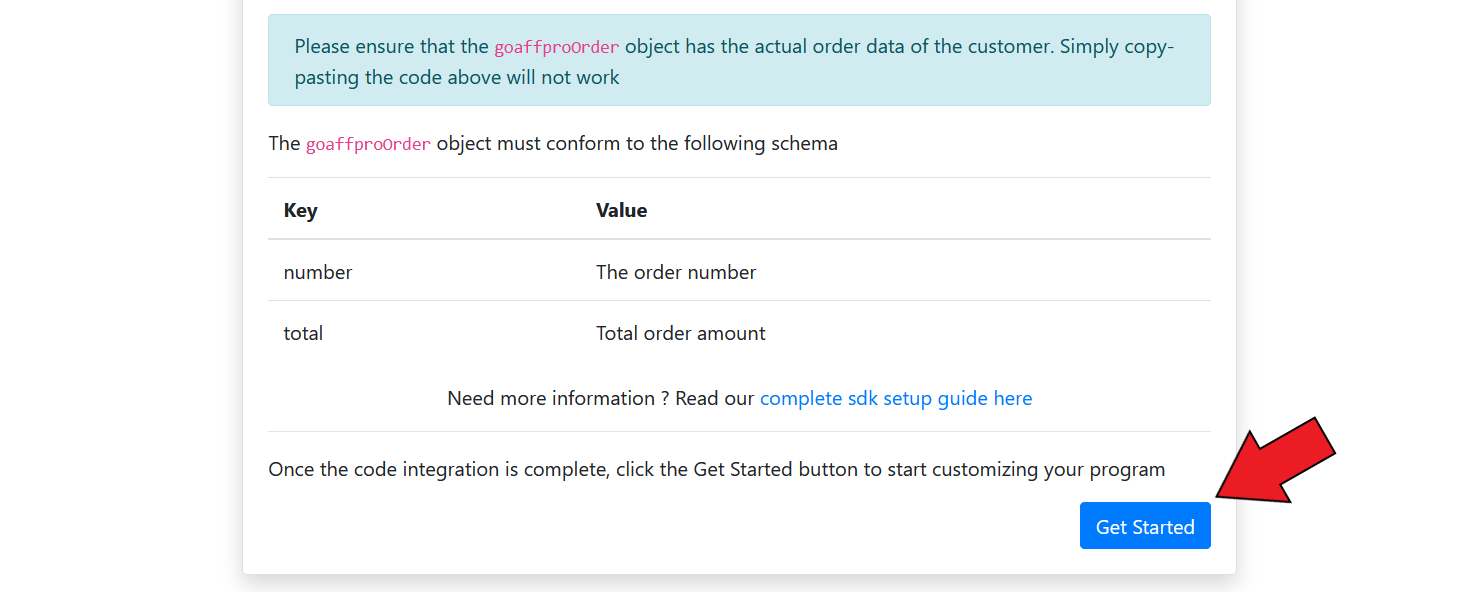 Please ensure that the goaffproOrder object has the actual order data of the customer. Simply copy-
pasting the code above will not work
The goaffproOrder object must conform to the following schema
Key Value
number The order number
total Total order amount
Need more information ? Read our complete sdk setup guide here
Once the code integration is complete, click the Get Started button to start customizing your program
Get Started